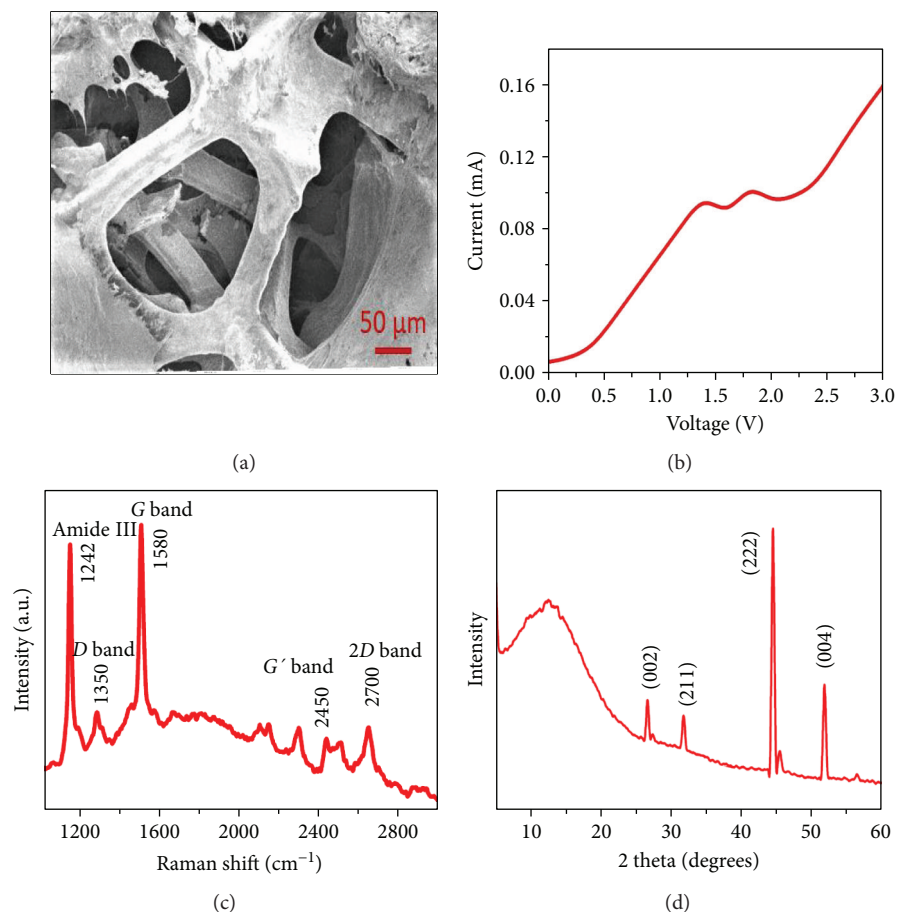 50 µm
(a)
Current (mA)
0.16
0.12
0.08
0.04
0.00
0.0 0.5 1.0 1.5 2.0 2.5 3.0
Voltage (V)
(b)
Intensity (a.u.)
Amide III
1242
G band
1580
D band
1350
G′ band
2450
2D band
2700
1200 1600 2000 2400 2800
Raman shift (cm⁻¹)
(c)
Intensity
(002)
(211)
(222)
(004)
10 20 30 40 50 60
2 theta (degrees)
(d)